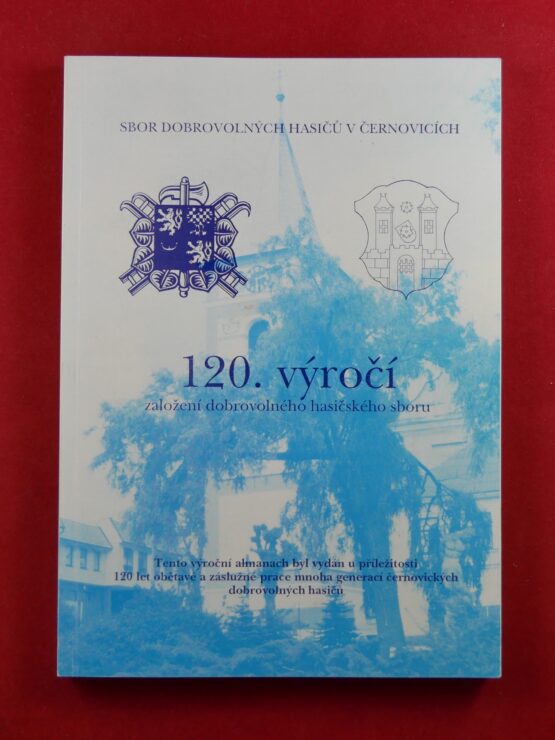 SBOR DOBROVOLNÝCH HASIČŮ V ČERNOVICÍCH
120. výročí
založení dobrovolného hasičského sboru
Tento výroční almanach byl vydán u příležitosti
120 let obětavé a záslužné práce mnoha generací černovických
dobrovolných hasičů